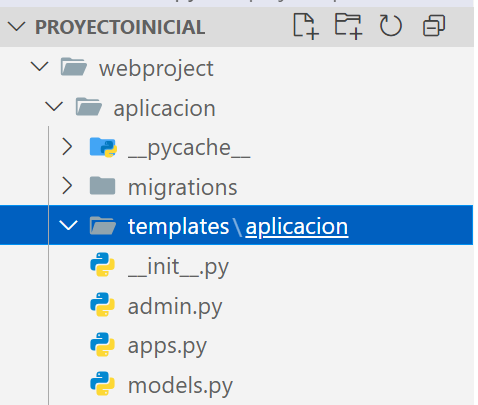 PROYECTOINICIAL
webproject
aplicacion
__pycache__
migrations
templates\aplicacion
__init__.py
admin.py
apps.py
models.py